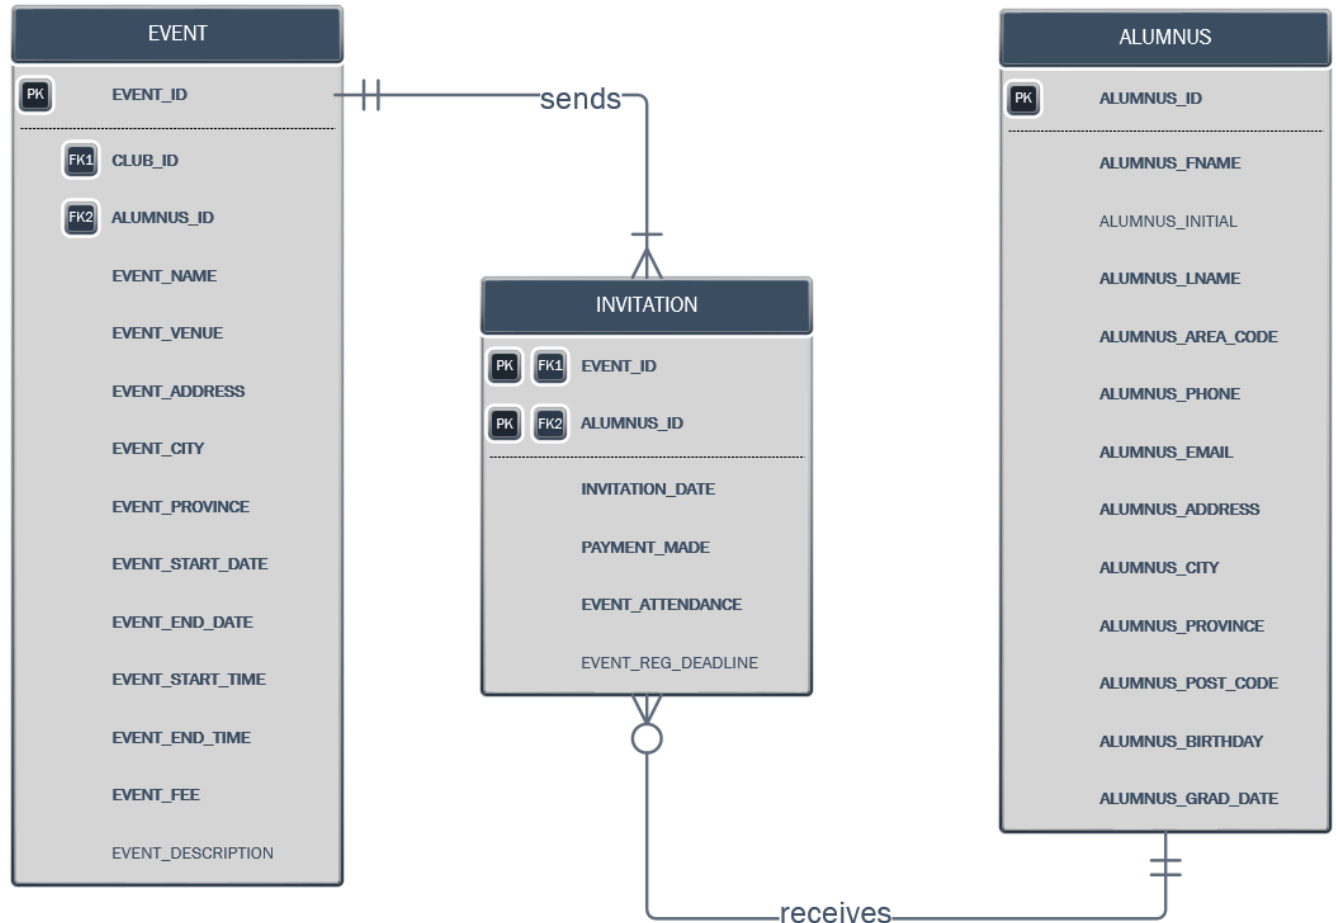 EVENT
PK EVENT_ID
FK1 CLUB_ID
FK2 ALUMNUS_ID
EVENT_NAME
EVENT_VENUE
EVENT_ADDRESS
EVENT_CITY
EVENT_PROVINCE
EVENT_START_DATE
EVENT_END_DATE
EVENT_START_TIME
EVENT_END_TIME
EVENT_FEE
EVENT_DESCRIPTION
sends
INVITATION
PK FK1 EVENT_ID
PK FK2 ALUMNUS_ID
INVITATION_DATE
PAYMENT_MADE
EVENT_ATTENDANCE
EVENT_REG_DEADLINE
receives
ALUMNUS
PK ALUMNUS_ID
ALUMNUS_FNAME
ALUMNUS_INITIAL
ALUMNUS_LNAME
ALUMNUS_AREA_CODE
ALUMNUS_PHONE
ALUMNUS_EMAIL
ALUMNUS_ADDRESS
ALUMNUS_CITY
ALUMNUS_PROVINCE
ALUMNUS_POST_CODE
ALUMNUS_BIRTHDAY
ALUMNUS_GRAD_DATE